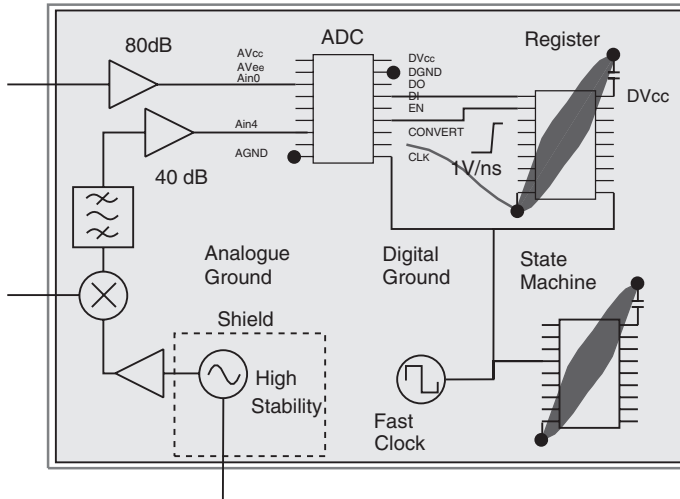 80dB
ADC
Register
AVcc
AVee
Ain0
DVcc
DGND
DO
DI
EN
DVcc
Ain4
CONVERT
AGND
CLK
1V/ns
40 dB
Analogue
Ground
Digital
Ground
State
Machine
Shield
High
Stability
Fast
Clock